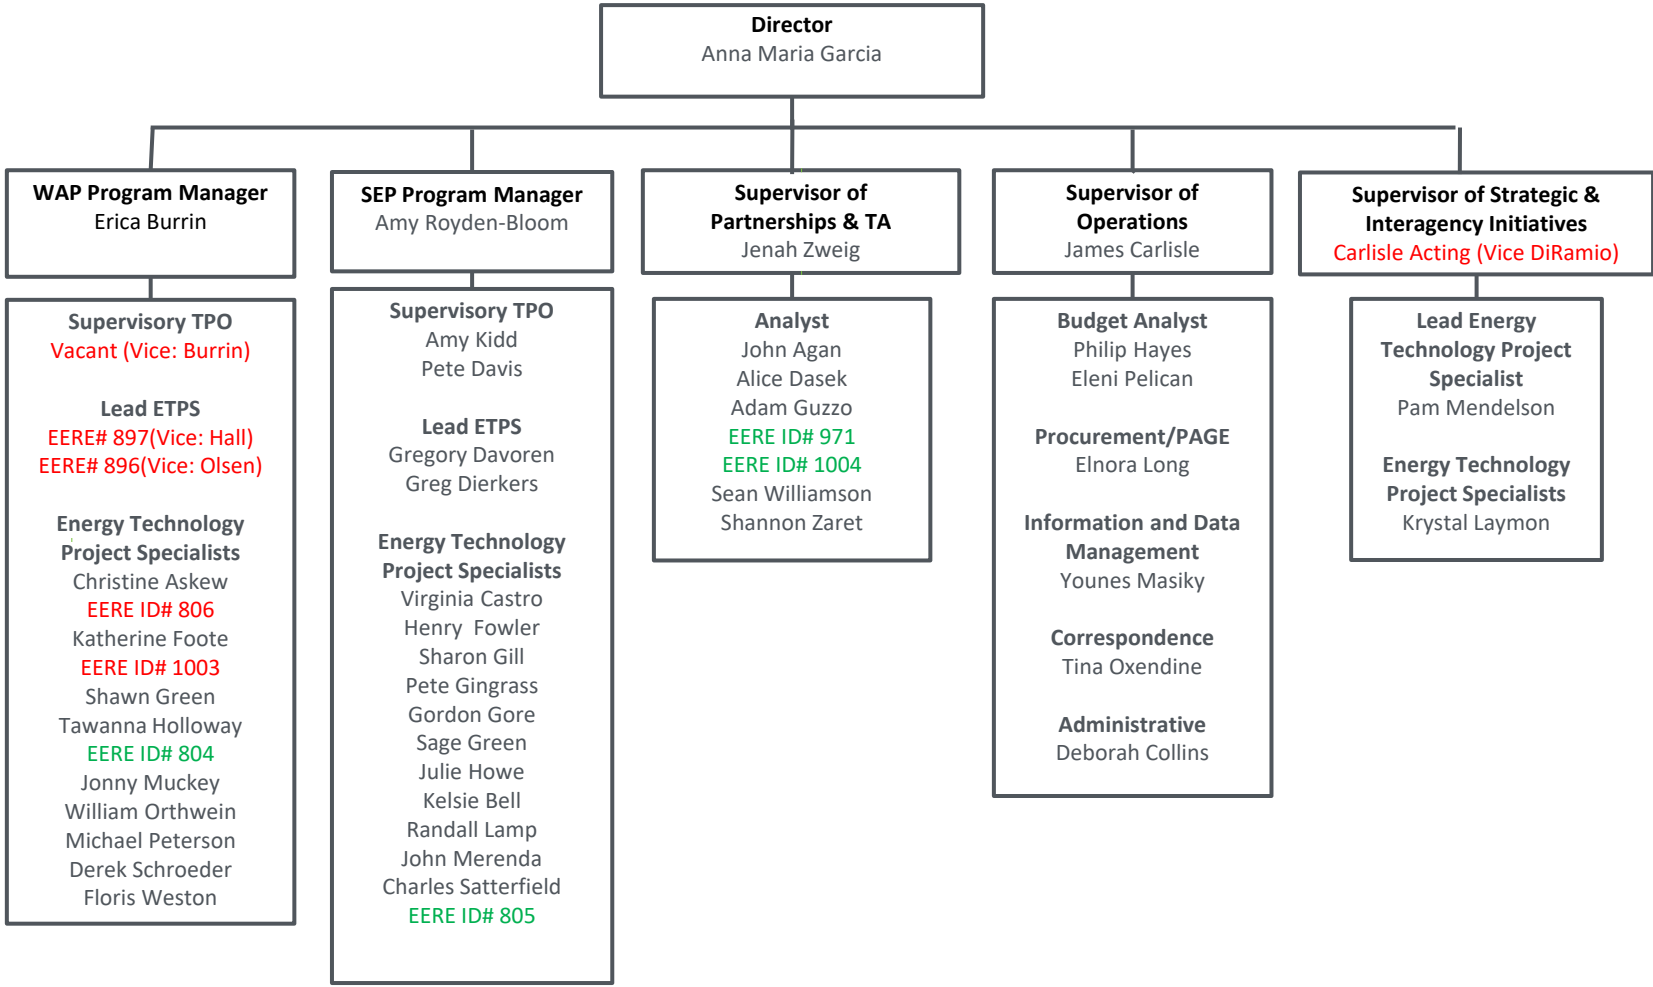 Director
Anna Maria Garcia
WAP Program Manager
Erica Burrin
SEP Program Manager
Amy Royden-Bloom
Supervisor of
Partnerships & TA
Jenah Zweig
Supervisor of
Operations
James Carlisle
Supervisor of Strategic &
Interagency Initiatives
Carlisle Acting (Vice DiRamio)
Supervisory TPO
Vacant (Vice: Burrin)
Lead ETPS
EERE# 897(Vice: Hall)
EERE# 896(Vice: Olsen)
Energy Technology
Project Specialists
Christine Askew
EERE ID# 806
Katherine Foote
EERE ID# 1003
Shawn Green
Tawanna Holloway
EERE ID# 804
Jonny Muckey
William Orthwein
Michael Peterson
Derek Schroeder
Floris Weston
Supervisory TPO
Amy Kidd
Pete Davis
Lead ETPS
Gregory Davoren
Greg Dierkers
Energy Technology
Project Specialists
Virginia Castro
Henry  Fowler
Sharon Gill
Pete Gingrass
Gordon Gore
Sage Green
Julie Howe
Kelsie Bell
Randall Lamp
John Merenda
Charles Satterfield
EERE ID# 805
Analyst
John Agan
Alice Dasek
Adam Guzzo
EERE ID# 971
EERE ID# 1004
Sean Williamson
Shannon Zaret
Budget Analyst
Philip Hayes
Eleni Pelican
Procurement/PAGE
Elnora Long
Information and Data
Management
Younes Masiky
Correspondence
Tina Oxendine
Administrative
Deborah Collins
Lead Energy
Technology Project
Specialist
Pam Mendelson
Energy Technology
Project Specialists
Krystal Laymon